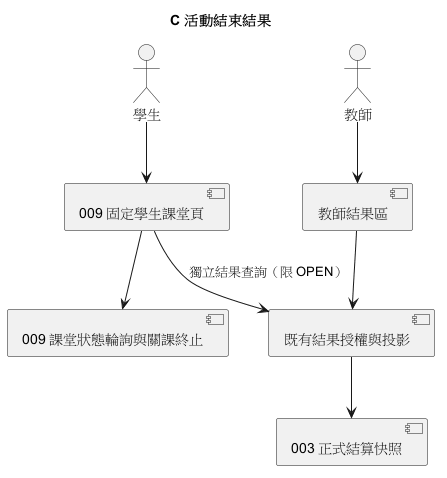 C 活動結束結果
學生
教師
009 固定學生課堂頁
教師結果區
獨立結果查詢（限 OPEN）
009 課堂狀態輪詢與關課終止
既有結果授權與投影
003 正式結算快照